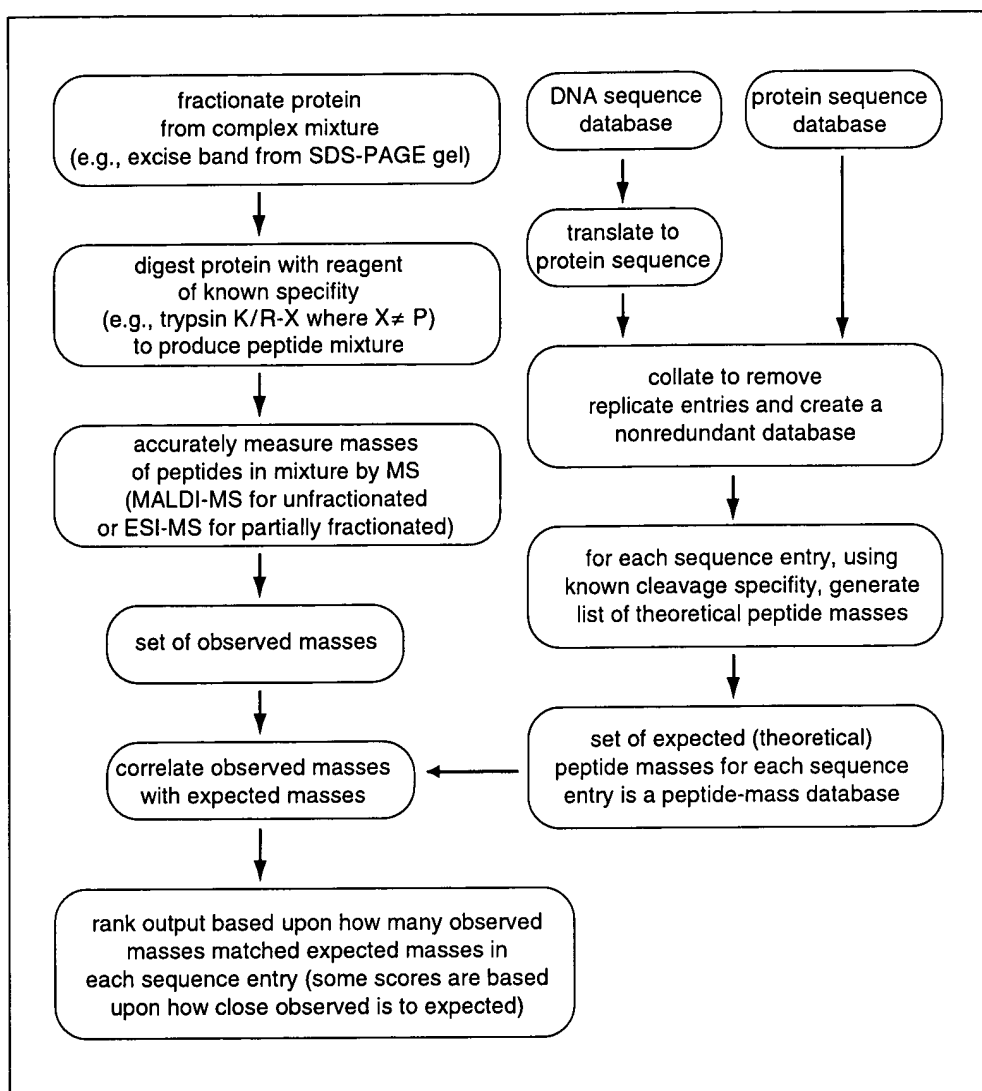 fractionate protein
from complex mixture
(e.g., excise band from SDS-PAGE gel)
digest protein with reagent
of known specifity
(e.g., trypsin K/R-X where X≠ P)
to produce peptide mixture
accurately measure masses
of peptides in mixture by MS
(MALDI-MS for unfractionated
or ESI-MS for partially fractionated)
set of observed masses
correlate observed masses
with expected masses
rank output based upon how many observed
masses matched expected masses in
each sequence entry (some scores are based
upon how close observed is to expected)
DNA sequence
database
translate to
protein sequence
protein sequence
database
collate to remove
replicate entries and create a
nonredundant database
for each sequence entry, using
known cleavage specifity, generate
list of theoretical peptide masses
set of expected (theoretical)
peptide masses for each sequence
entry is a peptide-mass database